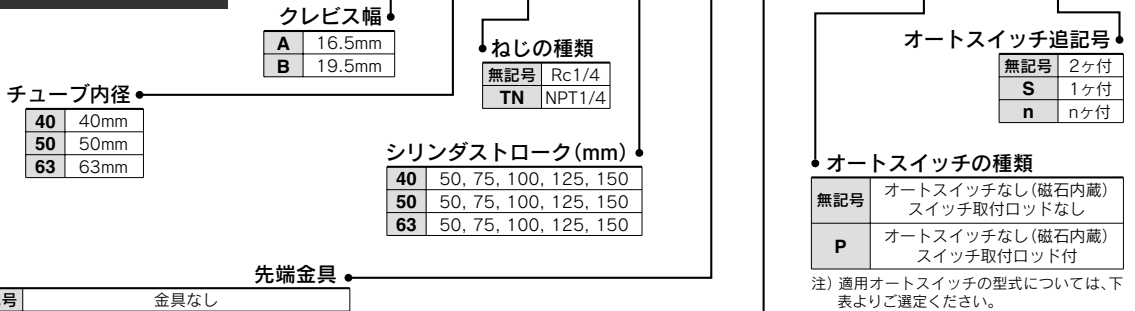 クレビス幅
A 16.5mm
B 19.5mm
ねじの種類
無記号 Rc1/4
TN NPT1/4
チューブ内径
40 40mm
50 50mm
63 63mm
シリンダストローク(mm)
40 50, 75, 100, 125, 150
50 50, 75, 100, 125, 150
63 50, 75, 100, 125, 150
先端金具
号 金具なし
オートスイッチ追記号
無記号 2ヶ付
S 1ヶ付
n nヶ付
オートスイッチの種類
無記号 オートスイッチなし(磁石内蔵)
スイッチ取付ロッドなし
P オートスイッチなし(磁石内蔵)
スイッチ取付ロッド付
注) 適用オートスイッチの型式については、下
表よりご選定ください。